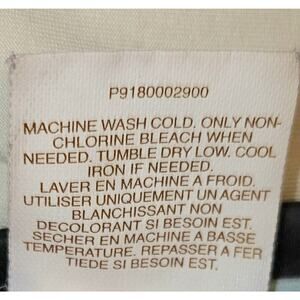 P9180002900
MACHINE WASH COLD. ONLY NON-
CHLORINE BLEACH WHEN
NEEDED. TUMBLE DRY LOW. COOL
IRON IF NEEDED.
LAVER EN MACHINE A FROID.
UTILISER UNIQUEMENT UN AGENT
BLANCHISSANT NON
DECOLORANT SI BESOIN EST.
SECHER EN MACHINE A BASSE
TEMPERATURE. REPASSER A FER
TIEDE SI BESOIN EST.